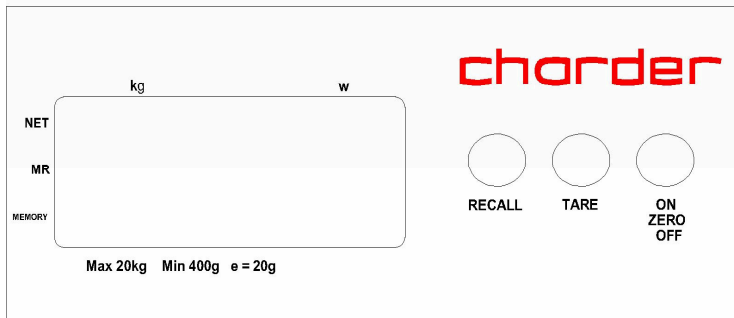 charder
kg w
NET
MR
MEMORY
RECALL TARE ON
ZERO
OFF
Max 20kg Min 400g e = 20g